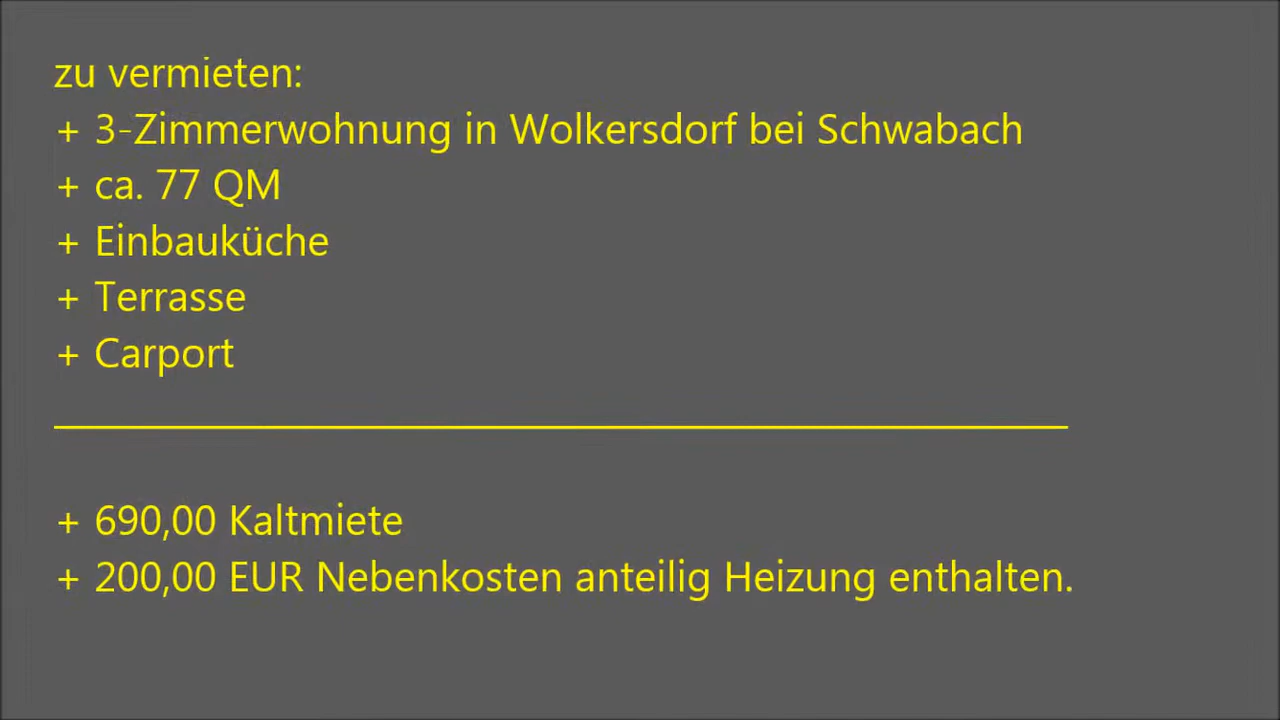 zu vermieten:
+ 3-Zimmerwohnung in Wolkersdorf bei Schwabach
+ ca. 77 QM
+ Einbauküche
+ Terrasse
+ Carport
+ 690,00 Kaltmiete
+ 200,00 EUR Nebenkosten anteilig Heizung enthalten.